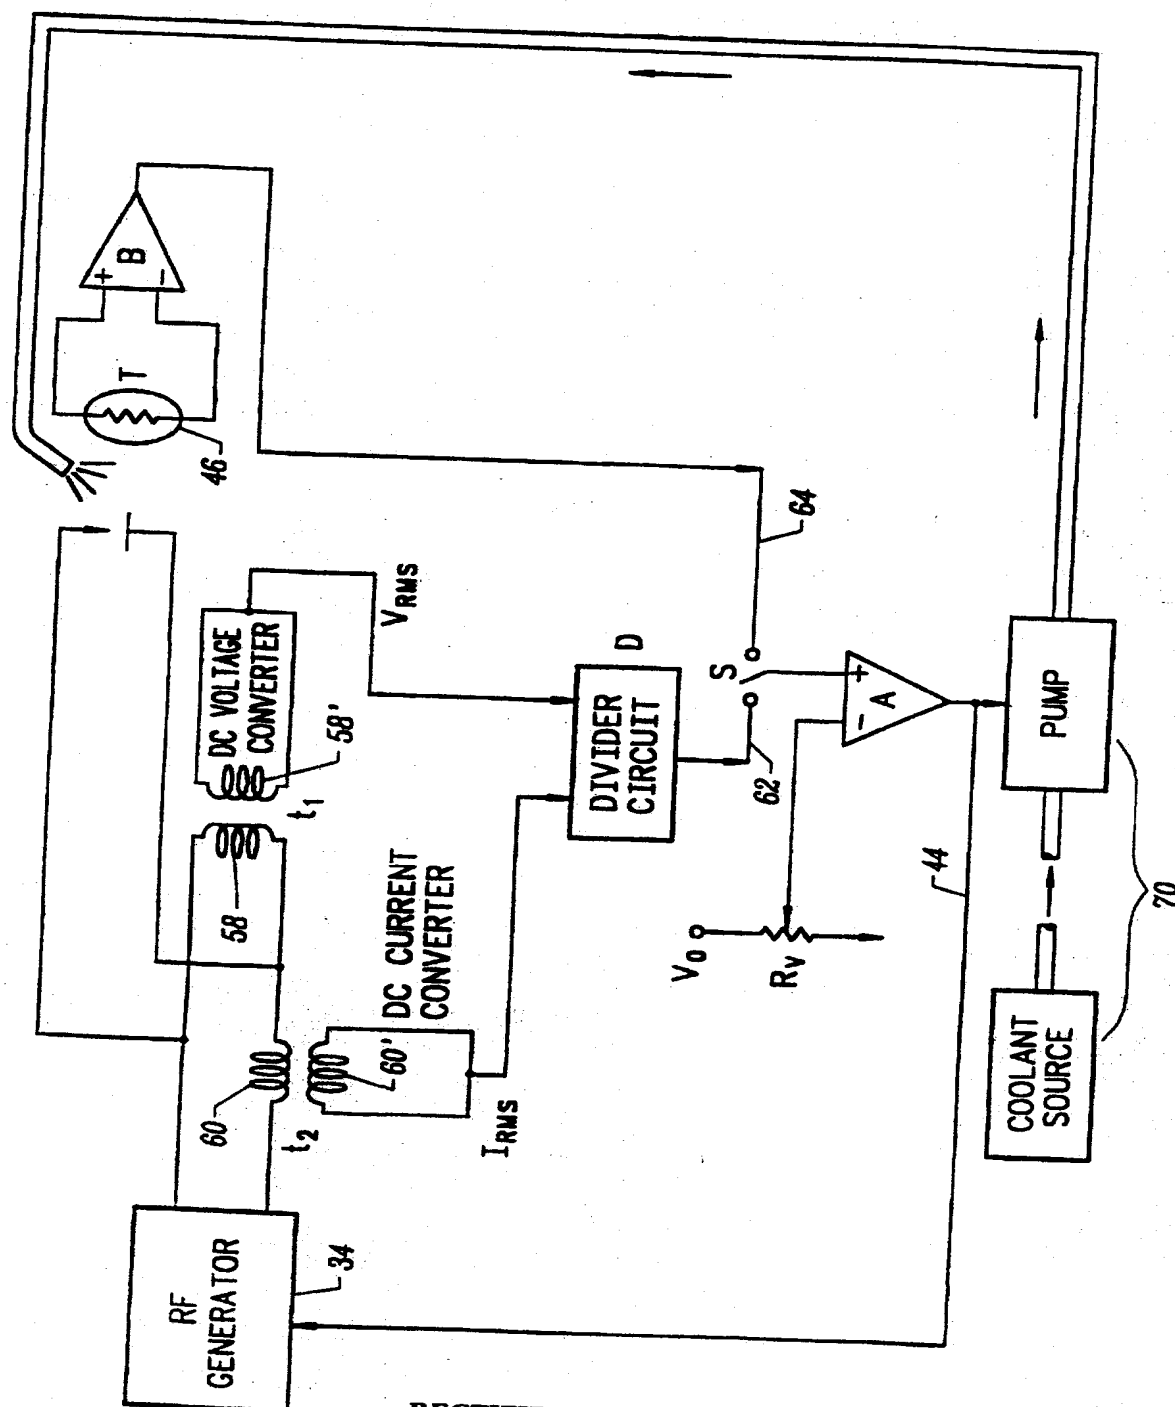 RF
GENERATOR
34
60
t2
60'
IRMS
DC CURRENT
CONVERTER
58
t1
58'
DC VOLTAGE
CONVERTER
VRMS
46
T
+
B
−
DIVIDER
CIRCUIT
D
62
S
64
V0
RV
−
+
A
44
COOLANT
SOURCE
PUMP
70